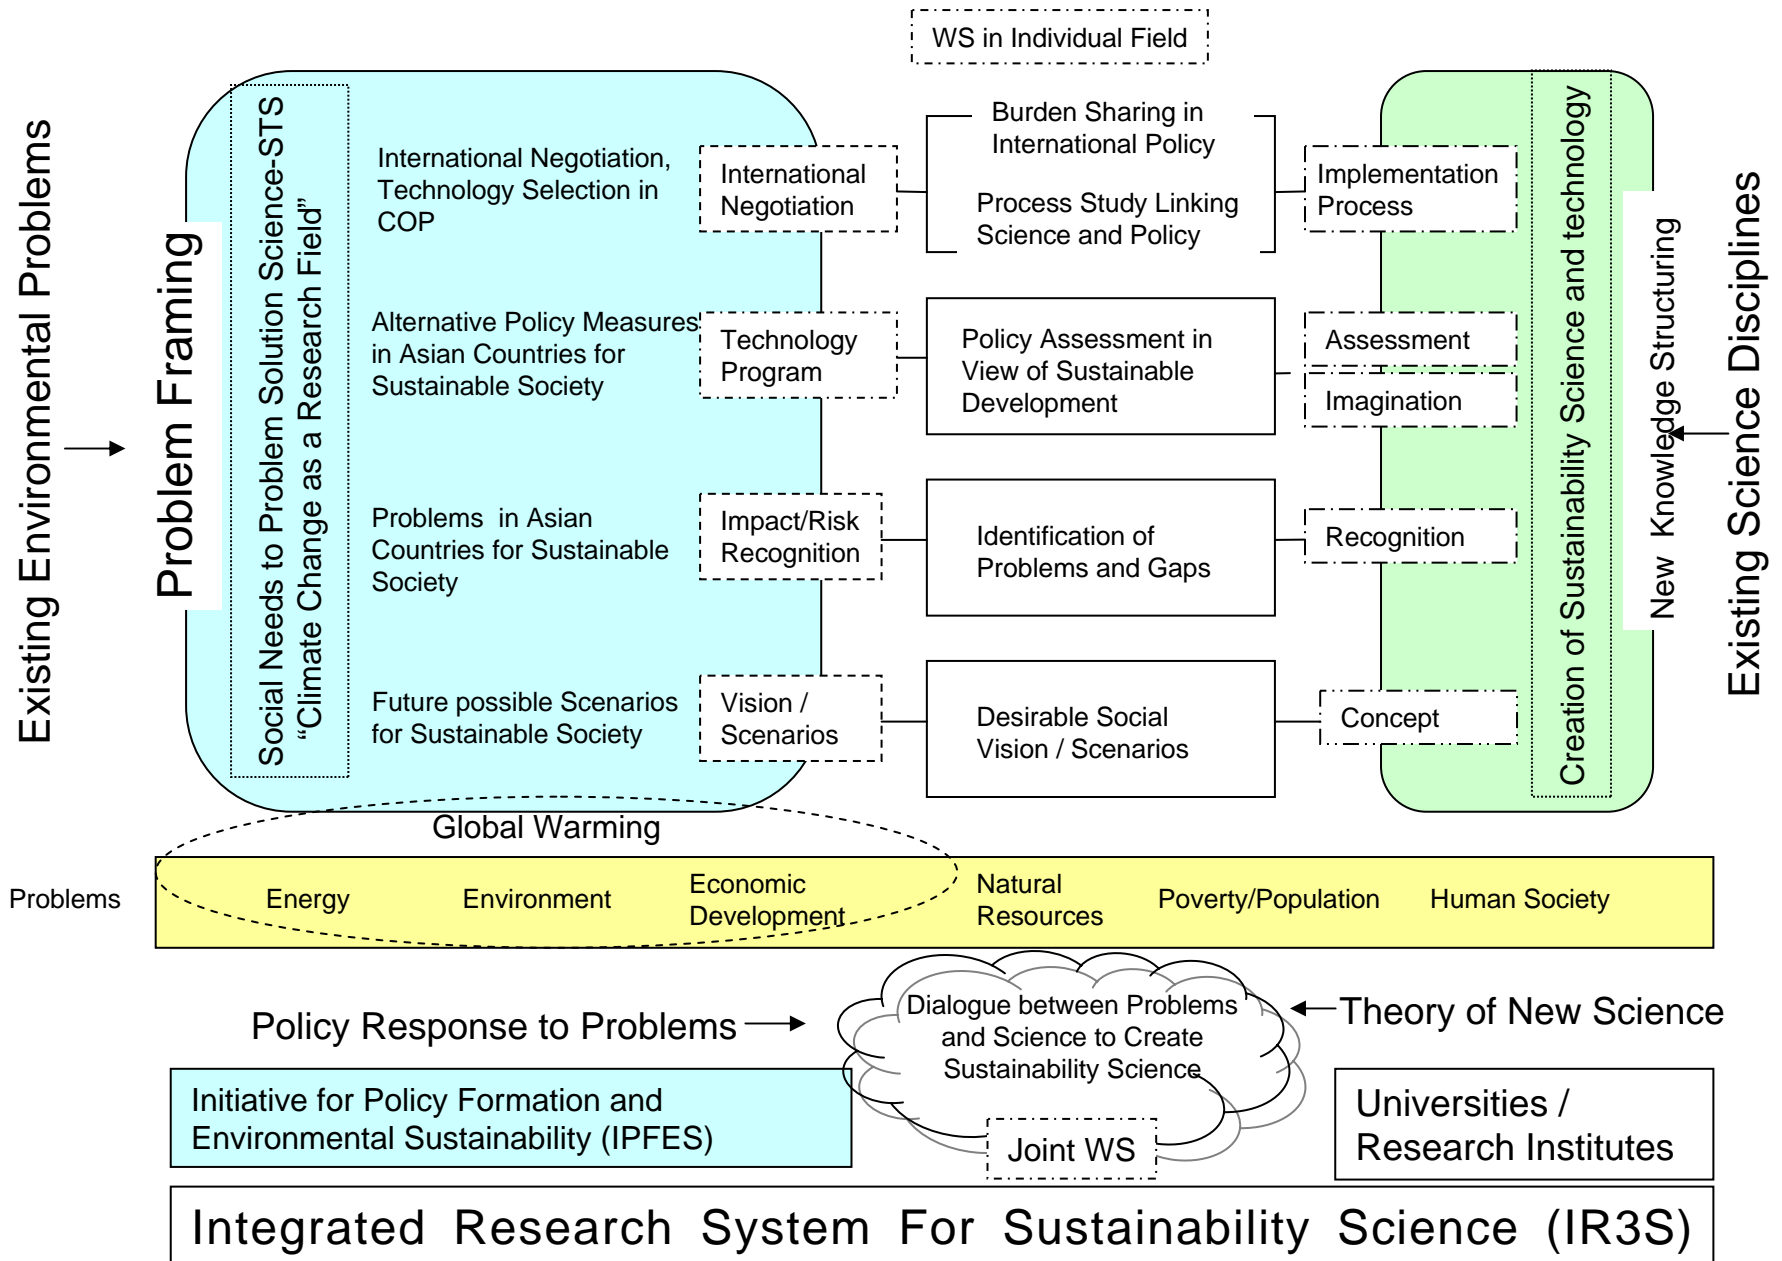 WS in Individual Field
Existing Environmental Problems
Problem Framing
Social Needs to Problem Solution Science-STS
“Climate Change as a Research Field”
International Negotiation,
Technology Selection in
COP
International
Negotiation
Burden Sharing in
International Policy
Process Study Linking
Science and Policy
Implementation
Process
Alternative Policy Measures
in Asian Countries for
Sustainable Society
Technology
Program
Policy Assessment in
View of Sustainable
Development
Assessment
Imagination
Problems  in Asian
Countries for Sustainable
Society
Impact/Risk
Recognition
Identification of
Problems and Gaps
Recognition
Future possible Scenarios
for Sustainable Society
Vision /
Scenarios
Desirable Social
Vision / Scenarios
Concept
Creation of Sustainability Science and technology
New  Knowledge Structuring
Existing Science Disciplines
Global Warming
Problems
Energy
Environment
Economic
Development
Natural
Resources
Poverty/Population
Human Society
Policy Response to Problems
Dialogue between Problems
and Science to Create
Sustainability Science
Theory of New Science
Initiative for Policy Formation and
Environmental Sustainability (IPFES)
Joint WS
Universities /
Research Institutes
Integrated Research System For Sustainability Science (IR3S)